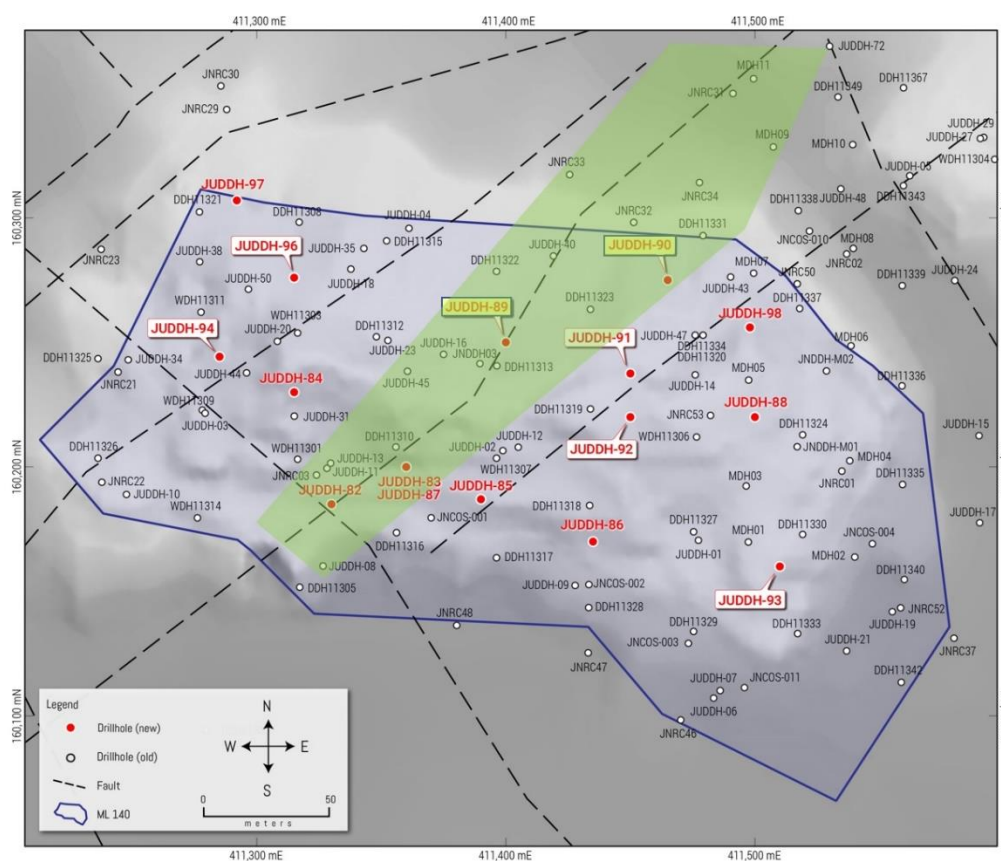 411,300 mE
411,400 mE
411,500 mE
JUDDH-72
JNRC30
MDH11
DDH11367
JNRC31
DDH11349
JNRC29
JUDDH-29
JUDDH-27
MDH09
MDH10
WDH11304
JNRC33
JUDDH-05
JUDDH-97
JNRC34
DDH11343
JUDDH-48
160,300 mN
DDH11321
DDH11308
JUDDH-04
JNRC32
DDH11338
DDH11331
JNCOS-010
JUDDH-96
JUDDH-35
DDH11315
JUDDH-40
JUDDH-90
MDH08
JUDDH-38
JNRC23
JNRC02
DDH11322
MDH07
JNRC50
DDH11339
JUDDH-24
JUDDH-50
JUDDH-18
JUDDH-43
DDH11337
WDH11311
DDH11323
JUDDH-89
WDH11303
JUDDH-98
JUDDH-94
JUDDH-20
DDH11312
MDH06
JUDDH-47
DDH11334
JUDDH-91
JUDDH-23
JUDDH-16
JNDDH03
DDH11320
DDH11325
JUDDH-34
JNDDH-M02
JNRC21
JUDDH-44
JUDDH-45
DDH11313
MDH05
JUDDH-84
JUDDH-14
DDH11336
WDH11309
JUDDH-31
DDH11319
JNRC53
JUDDH-88
JUDDH-03
DDH11324
JUDDH-15
DDH11310
JUDDH-12
JUDDH-02
WDH11306
JUDDH-92
JNDDH-M01
DDH11326
WDH11301
JUDDH-13
MDH04
160,200 mN
JNRC03
JUDDH-11
WDH11307
MDH03
JNRC01
DDH11335
JNRC22
JUDDH-83
JUDDH-87
JUDDH-85
JUDDH-10
JUDDH-82
DDH11318
WDH11314
JNCOS-001
JUDDH-17
JUDDH-86
DDH11327
DDH11330
MDH01
JNCOS-004
DDH11316
JUDDH-01
DDH11317
MDH02
JUDDH-08
DDH11340
DDH11305
JUDDH-09
JNCOS-002
JUDDH-93
DDH11328
JNRC52
JNRC48
DDH11329
DDH11333
JUDDH-19
JNCOS-003
JUDDH-21
JNRC37
JNRC47
DDH11342
JUDDH-07
JNCOS-011
JUDDH-06
160,100 mN
JNRC46
Legend
Drillhole (new)
Drillhole (old)
Fault
ML 140
N
W
E
S
0
50
meters
411,300 mE
411,400 mE
411,500 mE